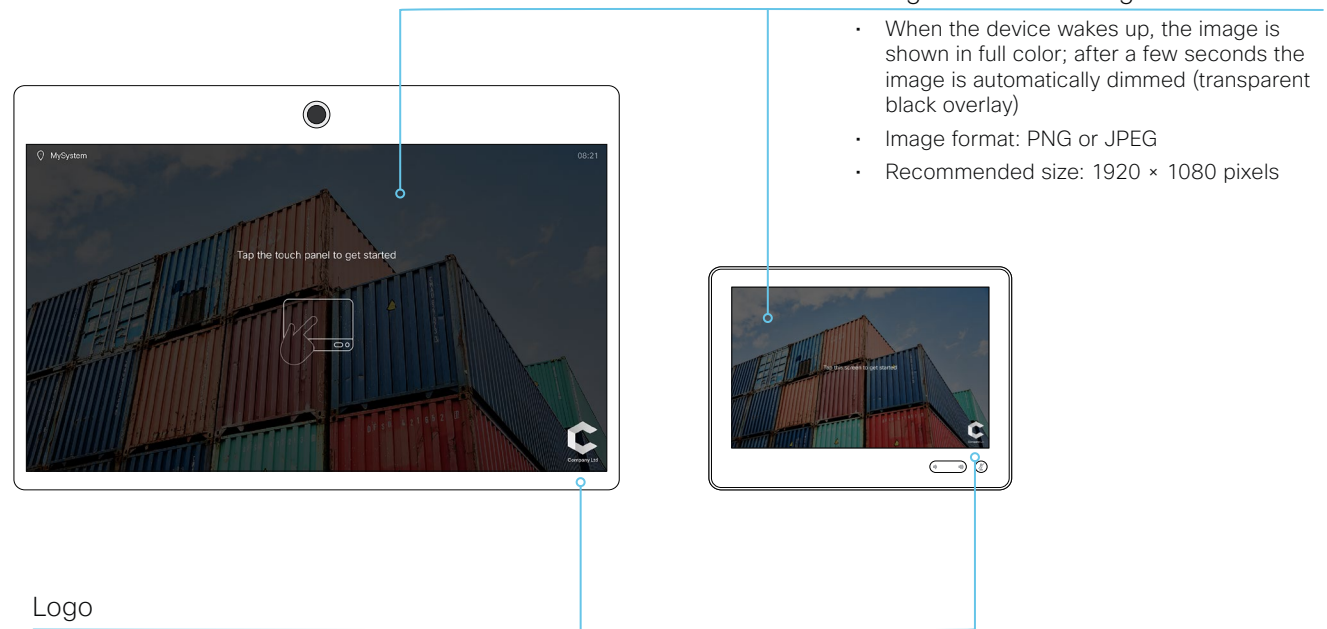 When the device wakes up, the image is
shown in full color; after a few seconds the
image is automatically dimmed (transparent
black overlay)
Image format: PNG or JPEG
Recommended size: 1920 × 1080 pixels
MySystem
08:21
Tap the touch panel to get started
Company Ltd
Tap the screen to get started
Logo